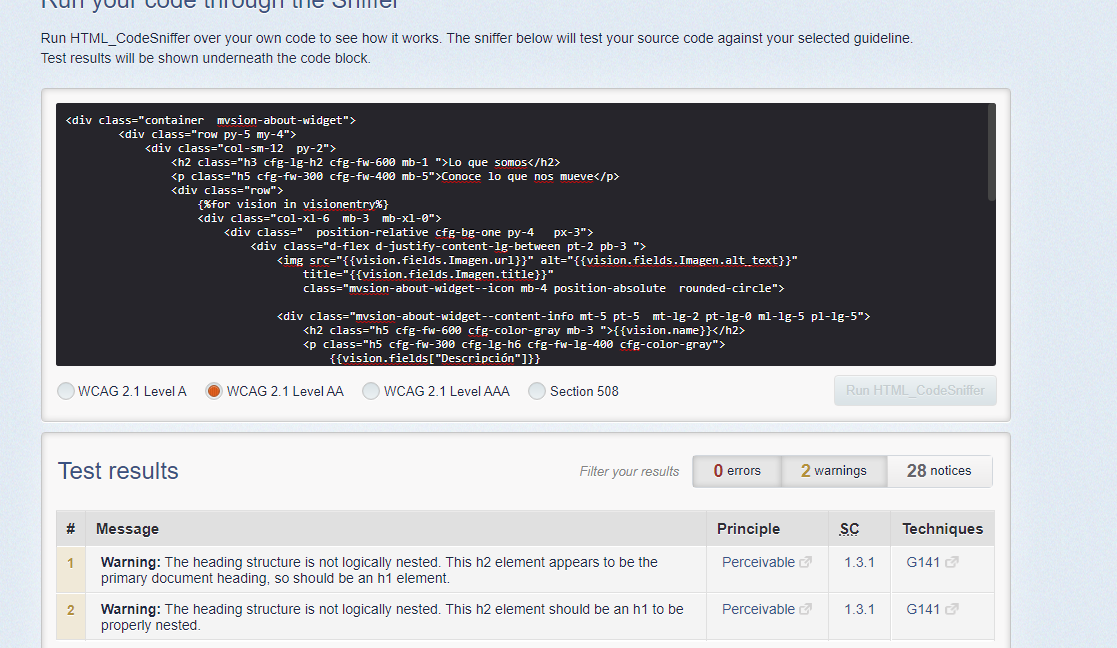 Run your code through the Sniffer
Run HTML_CodeSniffer over your own code to see how it works. The sniffer below will test your source code against your selected guideline.
Test results will be shown underneath the code block.
<div class="container  mvsion-about-widget">
<div class="row py-5 my-4">
<div class="col-sm-12  py-2">
<h2 class="h3 cfg-lg-h2 cfg-fw-600 mb-1 ">Lo que somos</h2>
<p class="h5 cfg-fw-300 cfg-fw-400 mb-5">Conoce lo que nos mueve</p>
<div class="row">
{%for vision in visionentry%}
<div class="col-xl-6  mb-3  mb-xl-0">
<div class="  position-relative cfg-bg-one py-4   px-3">
<div class="d-flex d-justify-content-lg-between pt-2 pb-3 ">
<img src="{{vision.fields.Imagen.url}}" alt="{{vision.fields.Imagen.alt_text}}"
title="{{vision.fields.Imagen.title}}"
class="mvsion-about-widget--icon mb-4 position-absolute  rounded-circle">
<div class="mvsion-about-widget--content-info mt-5 pt-5  mt-lg-2 pt-lg-0 ml-lg-5 pl-lg-5">
<h2 class="h5 cfg-fw-600 cfg-color-gray mb-3 ">{{vision.name}}</h2>
<p class="h5 cfg-fw-300 cfg-lg-h6 cfg-fw-lg-400 cfg-color-gray">
{{vision.fields["Descripción"]}}
WCAG 2.1 Level A WCAG 2.1 Level AA WCAG 2.1 Level AAA Section 508 Run HTML_CodeSniffer
Test results Filter your results 0 errors 2 warnings 28 notices
# Message Principle SC Techniques
1 Warning: The heading structure is not logically nested. This h2 element appears to be the Perceivable 1.3.1 G141
primary document heading, so should be an h1 element.
2 Warning: The heading structure is not logically nested. This h2 element should be an h1 to be Perceivable 1.3.1 G141
properly nested.